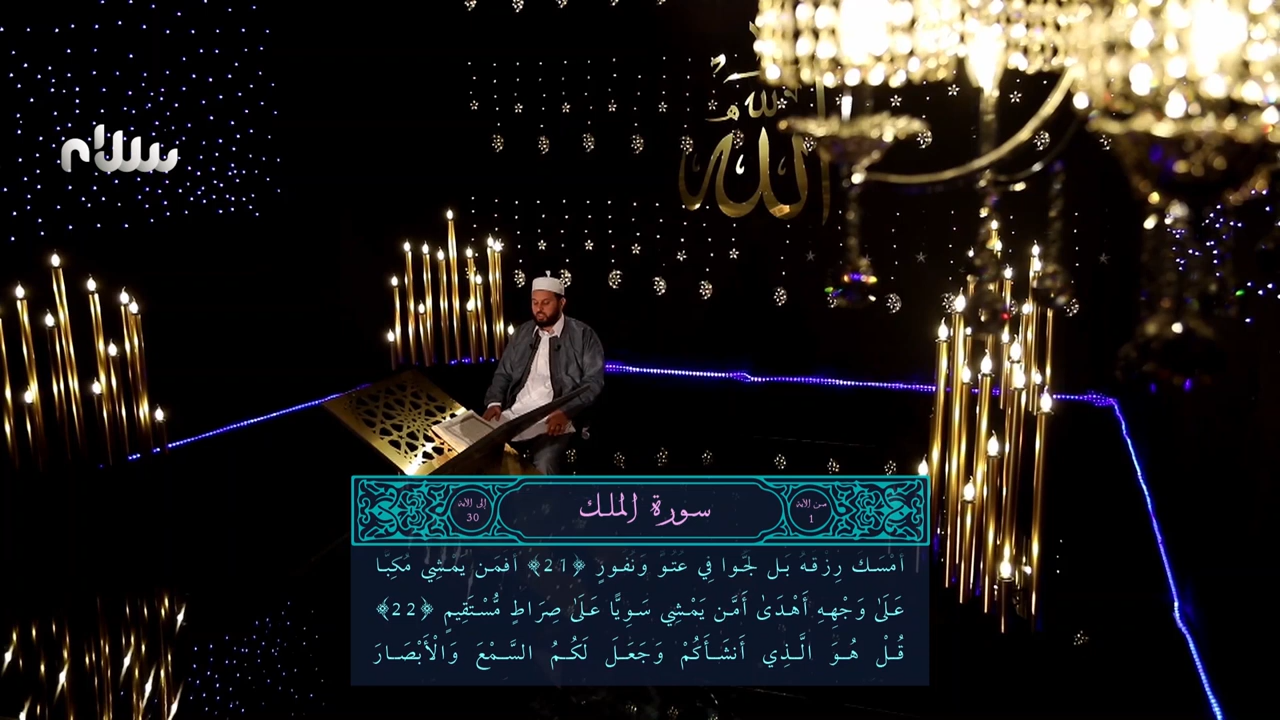 سلام
الله
سورة الملك
من الآية
1
إلى الآية
30
أَمْسَكَ رِزْقَهُ بَل لَّجُّوا فِي عُتُوٍّ وَنُفُورٍ ﴿21﴾ أَفَمَن يَمْشِي مُكِبًّا
عَلَىٰ وَجْهِهِ أَهْدَىٰ أَمَّن يَمْشِي سَوِيًّا عَلَىٰ صِرَاطٍ مُّسْتَقِيمٍ ﴿22﴾
قُلْ هُوَ الَّذِي أَنشَأَكُمْ وَجَعَلَ لَكُمُ السَّمْعَ وَالْأَبْصَارَ